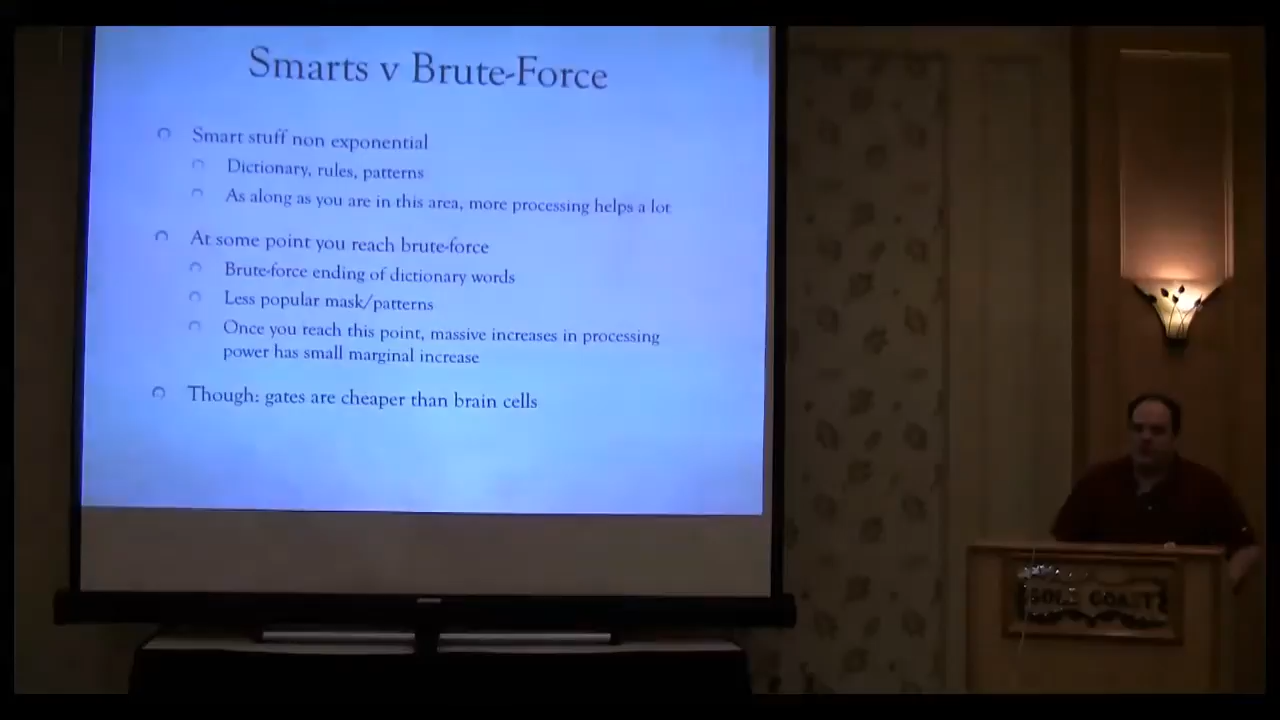 Smarts v Brute-Force
Smart stuff non exponential
Dictionary, rules, patterns
As along as you are in this area, more processing helps a lot
At some point you reach brute-force
Brute-force ending of dictionary words
Less popular mask/patterns
Once you reach this point, massive increases in processing
power has small marginal increase
Though: gates are cheaper than brain cells
GOLD COAST